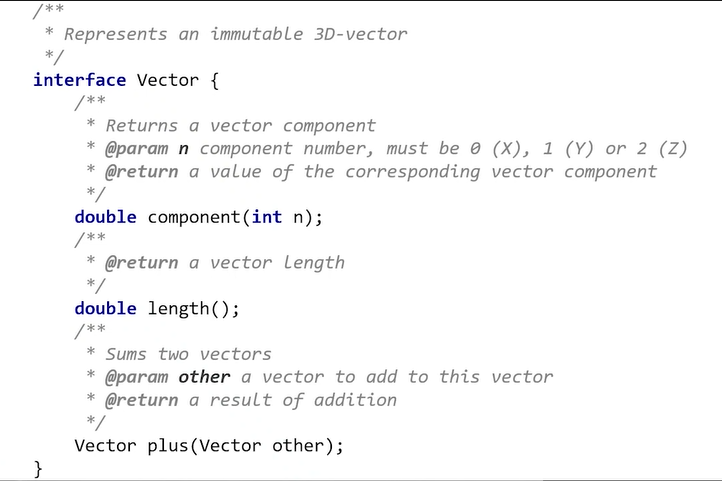 /**
 * Represents an immutable 3D-vector
 */
interface Vector {
    /**
     * Returns a vector component
     * @param n component number, must be 0 (X), 1 (Y) or 2 (Z)
     * @return a value of the corresponding vector component
     */
    double component(int n);
    /**
     * @return a vector length
     */
    double length();
    /**
     * Sums two vectors
     * @param other a vector to add to this vector
     * @return a result of addition
     */
    Vector plus(Vector other);
}